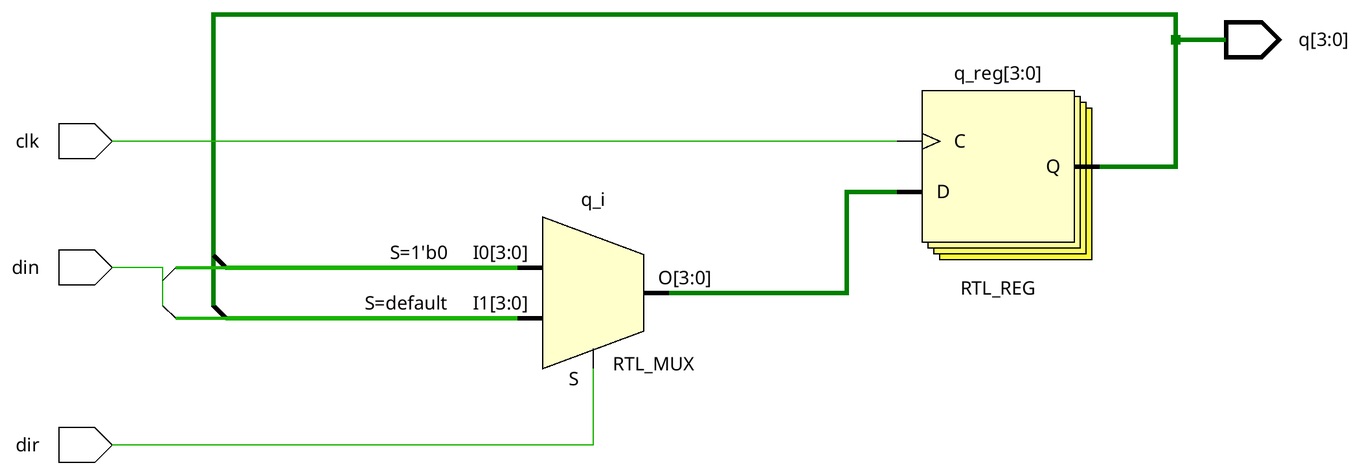 q[3:0]
q_reg[3:0]
clk
C
Q
D
q_i
S=1'b0 I0[3:0]
din
O[3:0]
RTL_REG
S=default I1[3:0]
RTL_MUX
S
dir